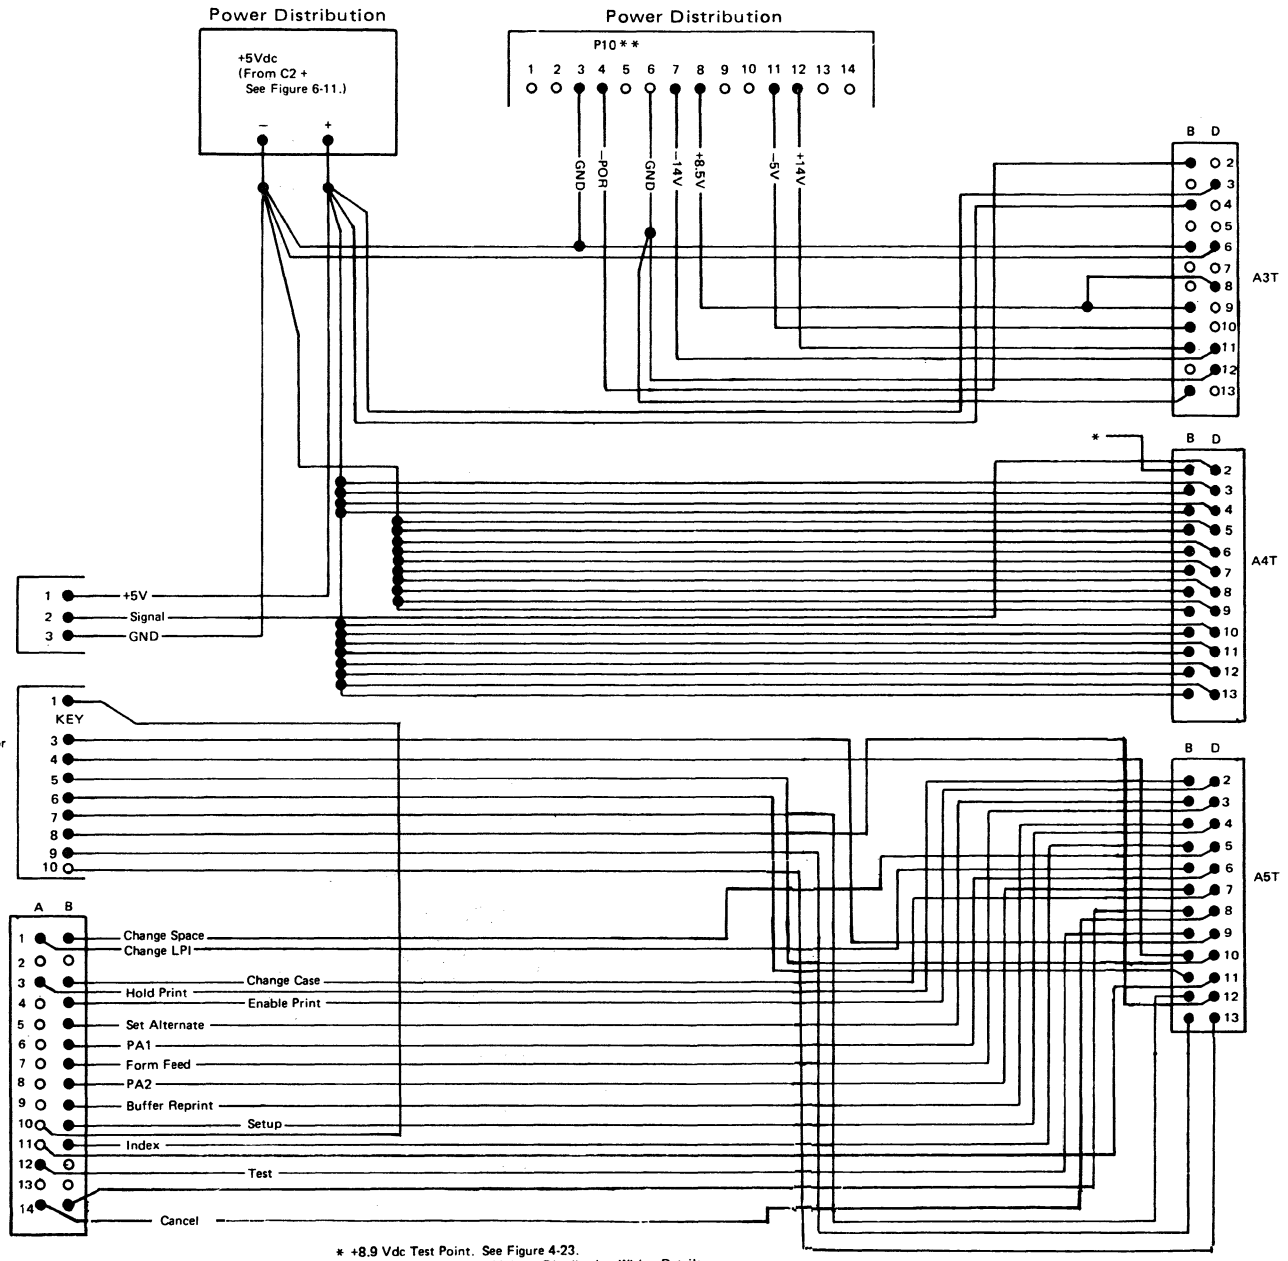 Power Distribution
Power Distribution
+5Vdc
(From C2 +
See Figure 6-11.)
− +
P10 * *
1 2 3 4 5 6 7 8 9 10 11 12 13 14
GND
−POR
GND
−14V
+8.5V
−5V
+14V
B D
2
3
4
5
6
7
8
9
10
11
12
13
A3T
*
B D
2
3
4
5
6
7
8
9
10
11
12
13
A4T
1 +5V
2 Signal
3 GND
1
KEY
3
4
5
6
7
8
9
10
B D
2
3
4
5
6
7
8
9
10
11
12
13
A5T
A B
1 Change Space
Change LPI
2
3 Change Case
Hold Print
4 Enable Print
5 Set Alternate
6 PA1
7 Form Feed
8 PA2
9 Buffer Reprint
10 Setup
11 Index
12 Test
13
14 Cancel
* +8.9 Vdc Test Point. See Figure 4-23.